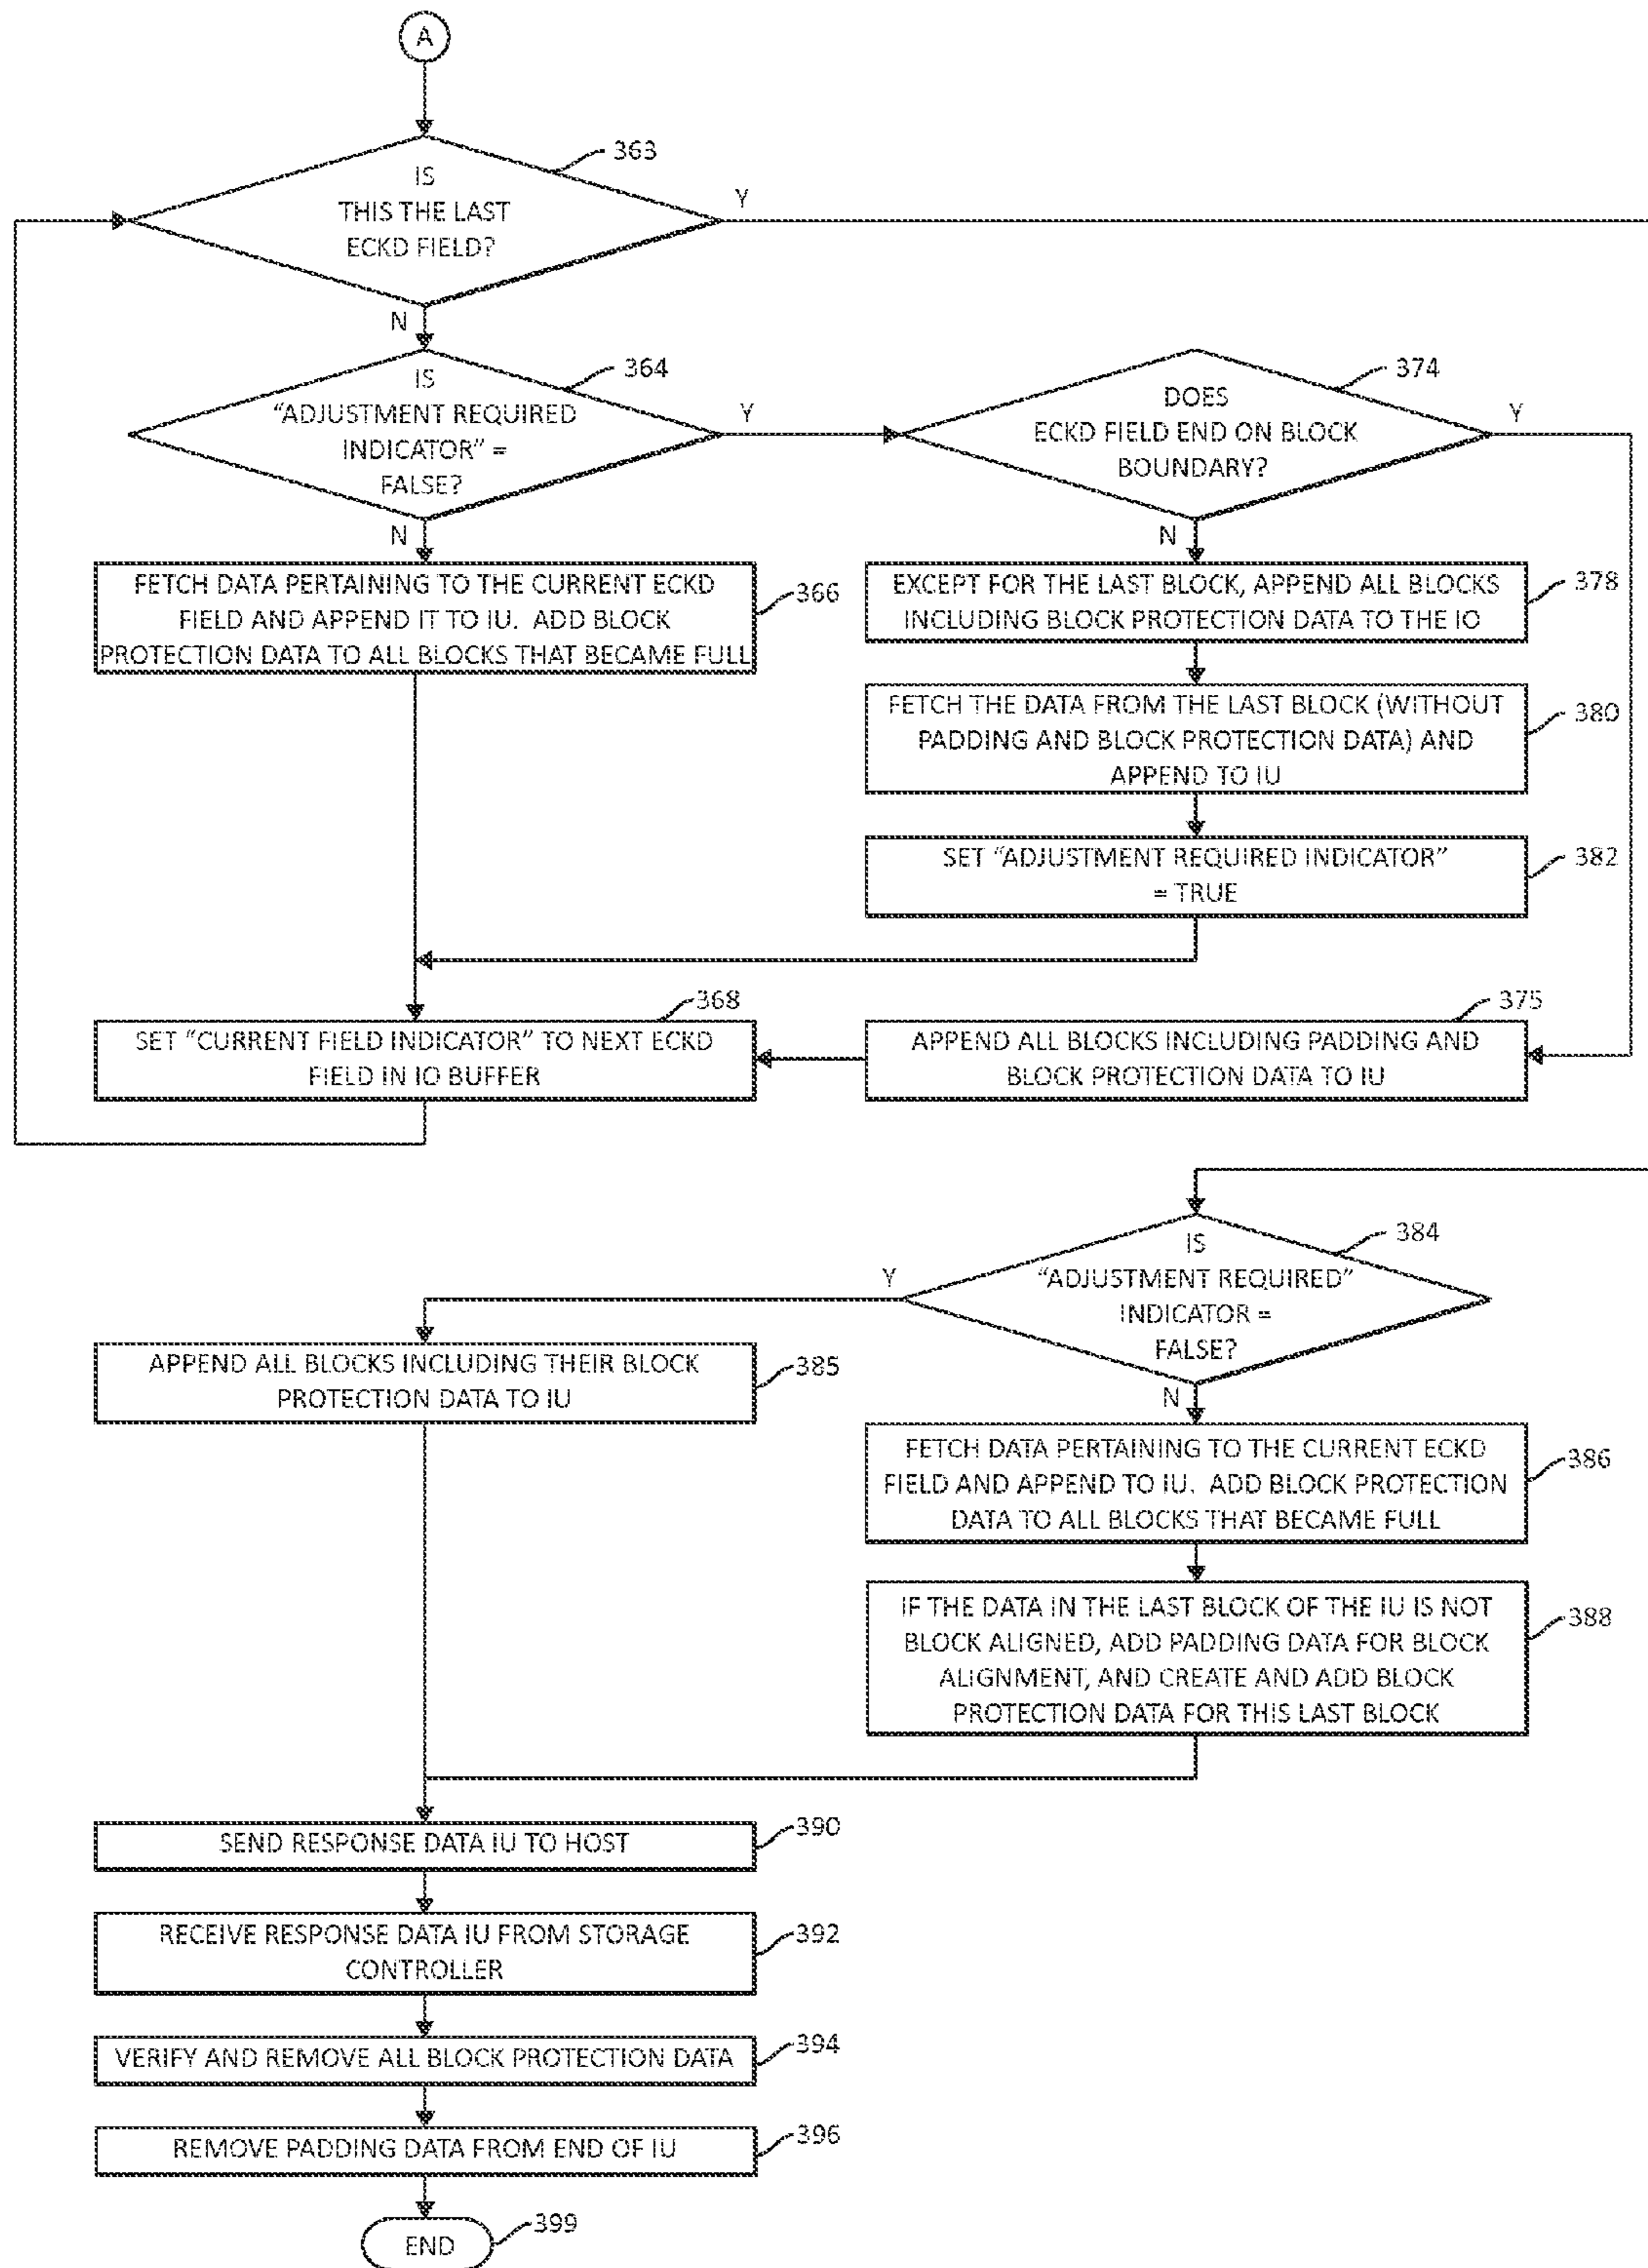 A
IS
THIS THE LAST
ECKD FIELD?
363
Y
N
IS
"ADJUSTMENT REQUIRED
INDICATOR" =
FALSE?
364
Y
N
DOES
ECKD FIELD END ON BLOCK
BOUNDARY?
374
Y
N
FETCH DATA PERTAINING TO THE CURRENT ECKD
FIELD AND APPEND IT TO IU. ADD BLOCK
PROTECTION DATA TO ALL BLOCKS THAT BECAME FULL
366
EXCEPT FOR THE LAST BLOCK, APPEND ALL BLOCKS
INCLUDING BLOCK PROTECTION DATA TO THE IO
378
FETCH THE DATA FROM THE LAST BLOCK (WITHOUT
PADDING AND BLOCK PROTECTION DATA) AND
APPEND TO IU
380
SET "ADJUSTMENT REQUIRED INDICATOR"
= TRUE
382
SET "CURRENT FIELD INDICATOR" TO NEXT ECKD
FIELD IN IO BUFFER
368
APPEND ALL BLOCKS INCLUDING PADDING AND
BLOCK PROTECTION DATA TO IU
375
IS
"ADJUSTMENT REQUIRED"
INDICATOR =
FALSE?
384
Y
N
APPEND ALL BLOCKS INCLUDING THEIR BLOCK
PROTECTION DATA TO IU
385
FETCH DATA PERTAINING TO THE CURRENT ECKD
FIELD AND APPEND TO IU. ADD BLOCK PROTECTION
DATA TO ALL BLOCKS THAT BECAME FULL
386
IF THE DATA IN THE LAST BLOCK OF THE IU IS NOT
BLOCK ALIGNED, ADD PADDING DATA FOR BLOCK
ALIGNMENT, AND CREATE AND ADD BLOCK
PROTECTION DATA FOR THIS LAST BLOCK
388
SEND RESPONSE DATA IU TO HOST
390
RECEIVE RESPONSE DATA IU FROM STORAGE
CONTROLLER
392
VERIFY AND REMOVE ALL BLOCK PROTECTION DATA
394
REMOVE PADDING DATA FROM END OF IU
396
END
399